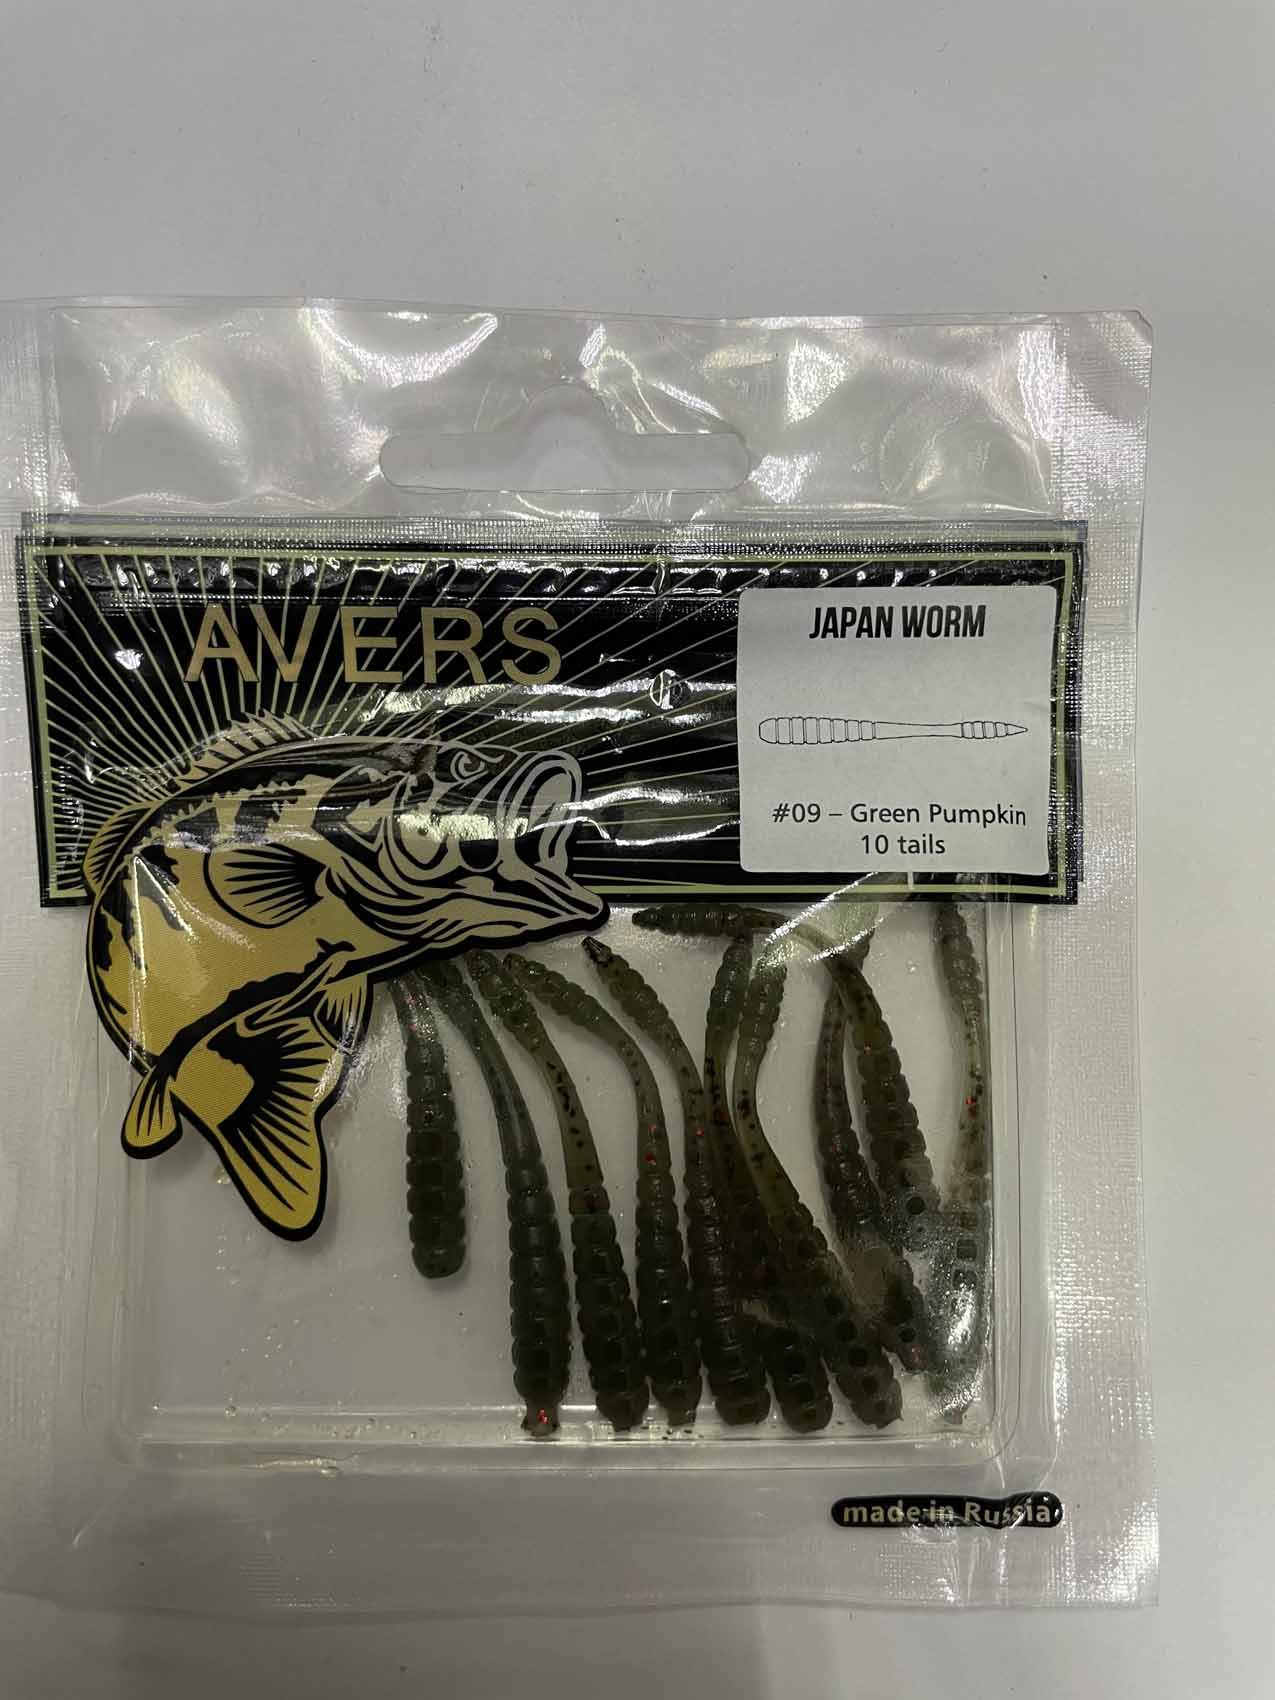 AVERS
JAPAN WORM
#09 – Green Pumpkin
10 tails
made in Russia